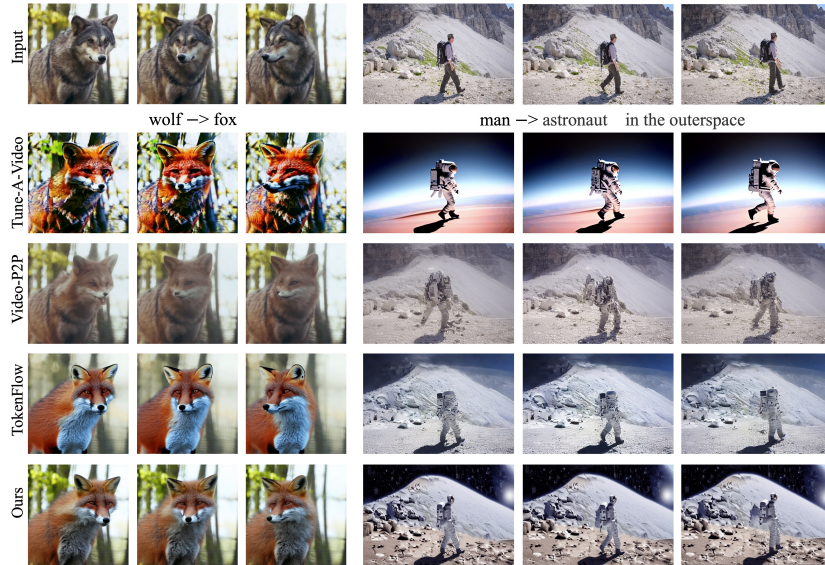 Input
wolf —> fox
man —> astronaut in the outerspace
Tune-A-Video
Video-P2P
TokenFlow
Ours